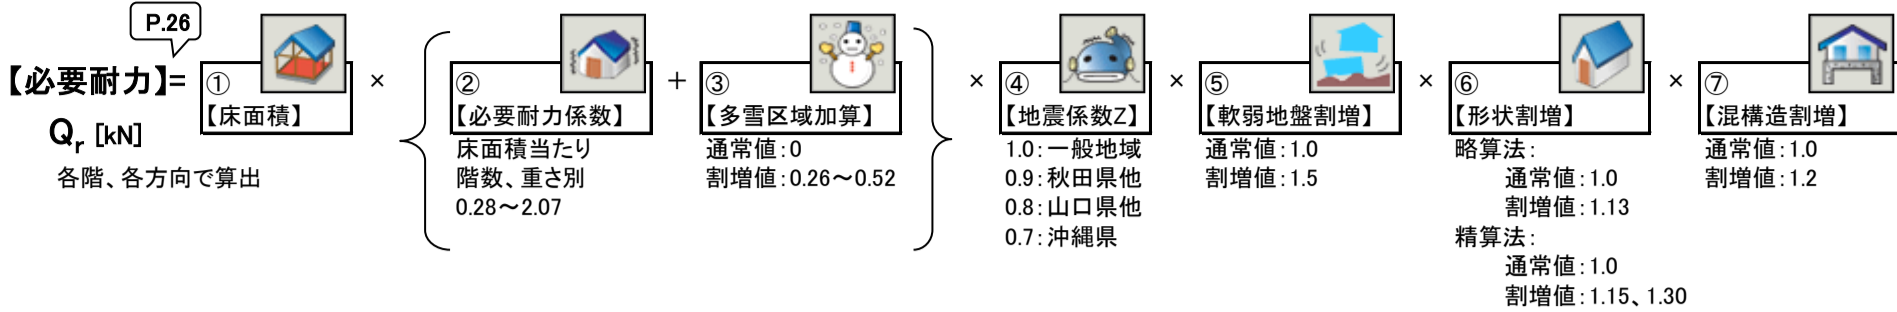 P.26
【必要耐力】= ①【床面積】 × { ②【必要耐力係数】 + ③【多雪区域加算】 } × ④【地震係数Z】 × ⑤【軟弱地盤割増】 × ⑥【形状割増】 × ⑦【混構造割増】
Qr [kN]
各階、各方向で算出
床面積当たり
階数、重さ別
0.28～2.07
通常値:0
割増値:0.26～0.52
1.0:一般地域
0.9:秋田県他
0.8:山口県他
0.7:沖縄県
通常値:1.0
割増値:1.5
略算法:
通常値:1.0
割増値:1.13
精算法:
通常値:1.0
割増値:1.15、1.30
通常値:1.0
割増値:1.2